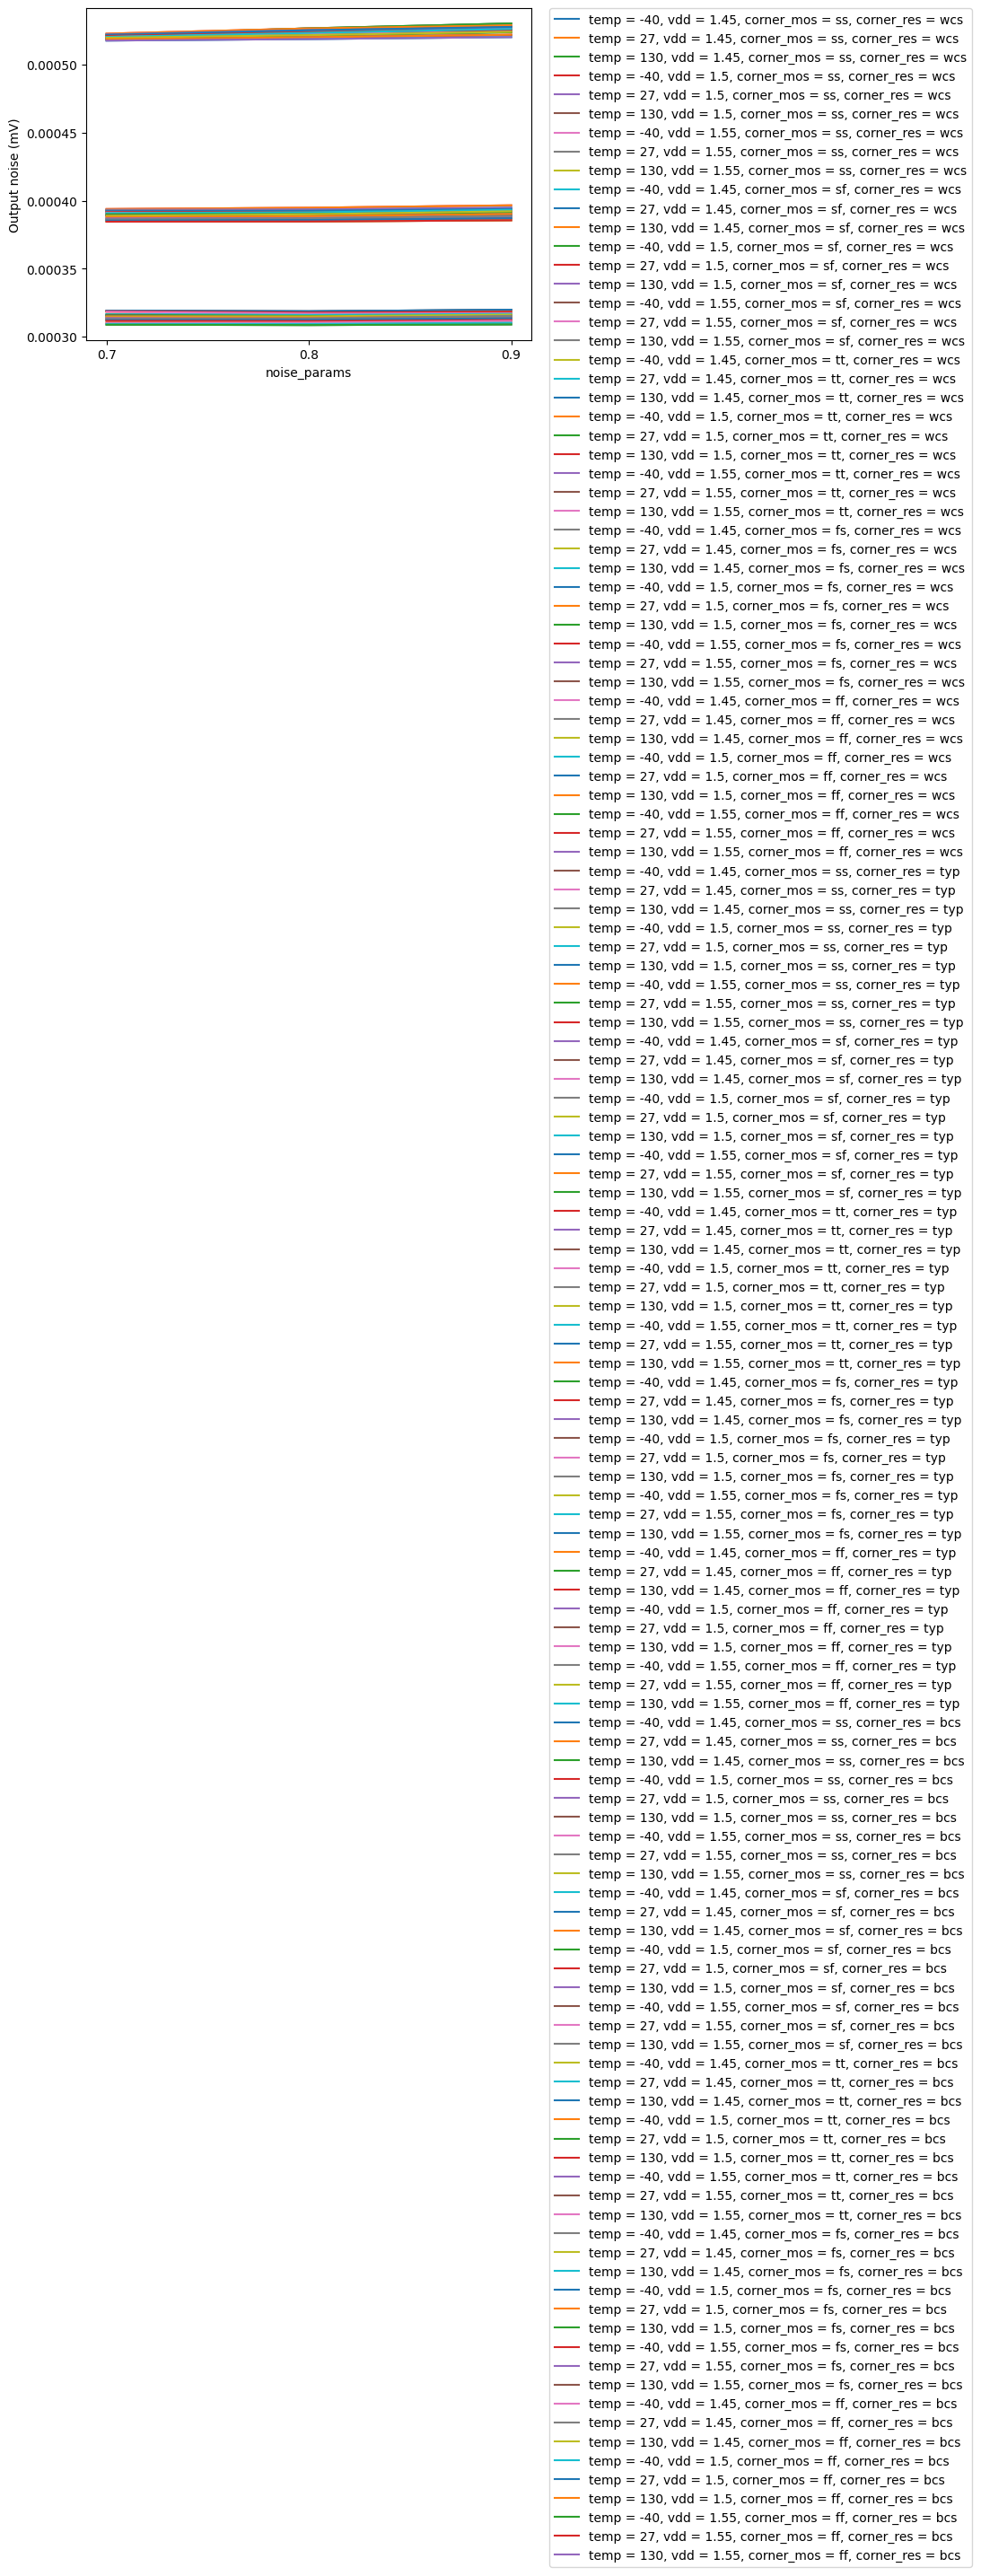 0.00050
0.00045
0.00040
0.00035
0.00030
Output noise (mV)
0.7 0.8 0.9
noise_params
temp = -40, vdd = 1.45, corner_mos = ss, corner_res = wcs
temp = 27, vdd = 1.45, corner_mos = ss, corner_res = wcs
temp = 130, vdd = 1.45, corner_mos = ss, corner_res = wcs
temp = -40, vdd = 1.5, corner_mos = ss, corner_res = wcs
temp = 27, vdd = 1.5, corner_mos = ss, corner_res = wcs
temp = 130, vdd = 1.5, corner_mos = ss, corner_res = wcs
temp = -40, vdd = 1.55, corner_mos = ss, corner_res = wcs
temp = 27, vdd = 1.55, corner_mos = ss, corner_res = wcs
temp = 130, vdd = 1.55, corner_mos = ss, corner_res = wcs
temp = -40, vdd = 1.45, corner_mos = sf, corner_res = wcs
temp = 27, vdd = 1.45, corner_mos = sf, corner_res = wcs
temp = 130, vdd = 1.45, corner_mos = sf, corner_res = wcs
temp = -40, vdd = 1.5, corner_mos = sf, corner_res = wcs
temp = 27, vdd = 1.5, corner_mos = sf, corner_res = wcs
temp = 130, vdd = 1.5, corner_mos = sf, corner_res = wcs
temp = -40, vdd = 1.55, corner_mos = sf, corner_res = wcs
temp = 27, vdd = 1.55, corner_mos = sf, corner_res = wcs
temp = 130, vdd = 1.55, corner_mos = sf, corner_res = wcs
temp = -40, vdd = 1.45, corner_mos = tt, corner_res = wcs
temp = 27, vdd = 1.45, corner_mos = tt, corner_res = wcs
temp = 130, vdd = 1.45, corner_mos = tt, corner_res = wcs
temp = -40, vdd = 1.5, corner_mos = tt, corner_res = wcs
temp = 27, vdd = 1.5, corner_mos = tt, corner_res = wcs
temp = 130, vdd = 1.5, corner_mos = tt, corner_res = wcs
temp = -40, vdd = 1.55, corner_mos = tt, corner_res = wcs
temp = 27, vdd = 1.55, corner_mos = tt, corner_res = wcs
temp = 130, vdd = 1.55, corner_mos = tt, corner_res = wcs
temp = -40, vdd = 1.45, corner_mos = fs, corner_res = wcs
temp = 27, vdd = 1.45, corner_mos = fs, corner_res = wcs
temp = 130, vdd = 1.45, corner_mos = fs, corner_res = wcs
temp = -40, vdd = 1.5, corner_mos = fs, corner_res = wcs
temp = 27, vdd = 1.5, corner_mos = fs, corner_res = wcs
temp = 130, vdd = 1.5, corner_mos = fs, corner_res = wcs
temp = -40, vdd = 1.55, corner_mos = fs, corner_res = wcs
temp = 27, vdd = 1.55, corner_mos = fs, corner_res = wcs
temp = 130, vdd = 1.55, corner_mos = fs, corner_res = wcs
temp = -40, vdd = 1.45, corner_mos = ff, corner_res = wcs
temp = 27, vdd = 1.45, corner_mos = ff, corner_res = wcs
temp = 130, vdd = 1.45, corner_mos = ff, corner_res = wcs
temp = -40, vdd = 1.5, corner_mos = ff, corner_res = wcs
temp = 27, vdd = 1.5, corner_mos = ff, corner_res = wcs
temp = 130, vdd = 1.5, corner_mos = ff, corner_res = wcs
temp = -40, vdd = 1.55, corner_mos = ff, corner_res = wcs
temp = 27, vdd = 1.55, corner_mos = ff, corner_res = wcs
temp = 130, vdd = 1.55, corner_mos = ff, corner_res = wcs
temp = -40, vdd = 1.45, corner_mos = ss, corner_res = typ
temp = 27, vdd = 1.45, corner_mos = ss, corner_res = typ
temp = 130, vdd = 1.45, corner_mos = ss, corner_res = typ
temp = -40, vdd = 1.5, corner_mos = ss, corner_res = typ
temp = 27, vdd = 1.5, corner_mos = ss, corner_res = typ
temp = 130, vdd = 1.5, corner_mos = ss, corner_res = typ
temp = -40, vdd = 1.55, corner_mos = ss, corner_res = typ
temp = 27, vdd = 1.55, corner_mos = ss, corner_res = typ
temp = 130, vdd = 1.55, corner_mos = ss, corner_res = typ
temp = -40, vdd = 1.45, corner_mos = sf, corner_res = typ
temp = 27, vdd = 1.45, corner_mos = sf, corner_res = typ
temp = 130, vdd = 1.45, corner_mos = sf, corner_res = typ
temp = -40, vdd = 1.5, corner_mos = sf, corner_res = typ
temp = 27, vdd = 1.5, corner_mos = sf, corner_res = typ
temp = 130, vdd = 1.5, corner_mos = sf, corner_res = typ
temp = -40, vdd = 1.55, corner_mos = sf, corner_res = typ
temp = 27, vdd = 1.55, corner_mos = sf, corner_res = typ
temp = 130, vdd = 1.55, corner_mos = sf, corner_res = typ
temp = -40, vdd = 1.45, corner_mos = tt, corner_res = typ
temp = 27, vdd = 1.45, corner_mos = tt, corner_res = typ
temp = 130, vdd = 1.45, corner_mos = tt, corner_res = typ
temp = -40, vdd = 1.5, corner_mos = tt, corner_res = typ
temp = 27, vdd = 1.5, corner_mos = tt, corner_res = typ
temp = 130, vdd = 1.5, corner_mos = tt, corner_res = typ
temp = -40, vdd = 1.55, corner_mos = tt, corner_res = typ
temp = 27, vdd = 1.55, corner_mos = tt, corner_res = typ
temp = 130, vdd = 1.55, corner_mos = tt, corner_res = typ
temp = -40, vdd = 1.45, corner_mos = fs, corner_res = typ
temp = 27, vdd = 1.45, corner_mos = fs, corner_res = typ
temp = 130, vdd = 1.45, corner_mos = fs, corner_res = typ
temp = -40, vdd = 1.5, corner_mos = fs, corner_res = typ
temp = 27, vdd = 1.5, corner_mos = fs, corner_res = typ
temp = 130, vdd = 1.5, corner_mos = fs, corner_res = typ
temp = -40, vdd = 1.55, corner_mos = fs, corner_res = typ
temp = 27, vdd = 1.55, corner_mos = fs, corner_res = typ
temp = 130, vdd = 1.55, corner_mos = fs, corner_res = typ
temp = -40, vdd = 1.45, corner_mos = ff, corner_res = typ
temp = 27, vdd = 1.45, corner_mos = ff, corner_res = typ
temp = 130, vdd = 1.45, corner_mos = ff, corner_res = typ
temp = -40, vdd = 1.5, corner_mos = ff, corner_res = typ
temp = 27, vdd = 1.5, corner_mos = ff, corner_res = typ
temp = 130, vdd = 1.5, corner_mos = ff, corner_res = typ
temp = -40, vdd = 1.55, corner_mos = ff, corner_res = typ
temp = 27, vdd = 1.55, corner_mos = ff, corner_res = typ
temp = 130, vdd = 1.55, corner_mos = ff, corner_res = typ
temp = -40, vdd = 1.45, corner_mos = ss, corner_res = bcs
temp = 27, vdd = 1.45, corner_mos = ss, corner_res = bcs
temp = 130, vdd = 1.45, corner_mos = ss, corner_res = bcs
temp = -40, vdd = 1.5, corner_mos = ss, corner_res = bcs
temp = 27, vdd = 1.5, corner_mos = ss, corner_res = bcs
temp = 130, vdd = 1.5, corner_mos = ss, corner_res = bcs
temp = -40, vdd = 1.55, corner_mos = ss, corner_res = bcs
temp = 27, vdd = 1.55, corner_mos = ss, corner_res = bcs
temp = 130, vdd = 1.55, corner_mos = ss, corner_res = bcs
temp = -40, vdd = 1.45, corner_mos = sf, corner_res = bcs
temp = 27, vdd = 1.45, corner_mos = sf, corner_res = bcs
temp = 130, vdd = 1.45, corner_mos = sf, corner_res = bcs
temp = -40, vdd = 1.5, corner_mos = sf, corner_res = bcs
temp = 27, vdd = 1.5, corner_mos = sf, corner_res = bcs
temp = 130, vdd = 1.5, corner_mos = sf, corner_res = bcs
temp = -40, vdd = 1.55, corner_mos = sf, corner_res = bcs
temp = 27, vdd = 1.55, corner_mos = sf, corner_res = bcs
temp = 130, vdd = 1.55, corner_mos = sf, corner_res = bcs
temp = -40, vdd = 1.45, corner_mos = tt, corner_res = bcs
temp = 27, vdd = 1.45, corner_mos = tt, corner_res = bcs
temp = 130, vdd = 1.45, corner_mos = tt, corner_res = bcs
temp = -40, vdd = 1.5, corner_mos = tt, corner_res = bcs
temp = 27, vdd = 1.5, corner_mos = tt, corner_res = bcs
temp = 130, vdd = 1.5, corner_mos = tt, corner_res = bcs
temp = -40, vdd = 1.55, corner_mos = tt, corner_res = bcs
temp = 27, vdd = 1.55, corner_mos = tt, corner_res = bcs
temp = 130, vdd = 1.55, corner_mos = tt, corner_res = bcs
temp = -40, vdd = 1.45, corner_mos = fs, corner_res = bcs
temp = 27, vdd = 1.45, corner_mos = fs, corner_res = bcs
temp = 130, vdd = 1.45, corner_mos = fs, corner_res = bcs
temp = -40, vdd = 1.5, corner_mos = fs, corner_res = bcs
temp = 27, vdd = 1.5, corner_mos = fs, corner_res = bcs
temp = 130, vdd = 1.5, corner_mos = fs, corner_res = bcs
temp = -40, vdd = 1.55, corner_mos = fs, corner_res = bcs
temp = 27, vdd = 1.55, corner_mos = fs, corner_res = bcs
temp = 130, vdd = 1.55, corner_mos = fs, corner_res = bcs
temp = -40, vdd = 1.45, corner_mos = ff, corner_res = bcs
temp = 27, vdd = 1.45, corner_mos = ff, corner_res = bcs
temp = 130, vdd = 1.45, corner_mos = ff, corner_res = bcs
temp = -40, vdd = 1.5, corner_mos = ff, corner_res = bcs
temp = 27, vdd = 1.5, corner_mos = ff, corner_res = bcs
temp = 130, vdd = 1.5, corner_mos = ff, corner_res = bcs
temp = -40, vdd = 1.55, corner_mos = ff, corner_res = bcs
temp = 27, vdd = 1.55, corner_mos = ff, corner_res = bcs
temp = 130, vdd = 1.55, corner_mos = ff, corner_res = bcs